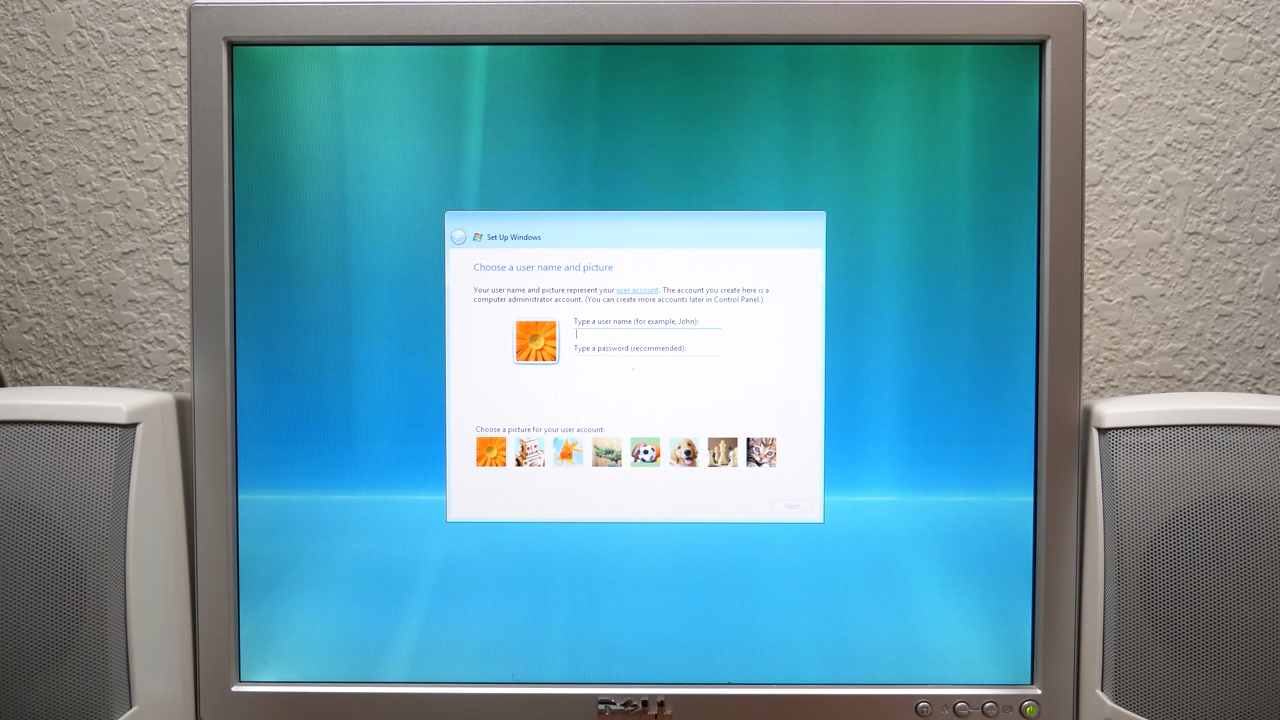 Set Up Windows
Choose a user name and picture
Your user name and picture represent your user account. The account you create here is a
computer administrator account. (You can create more accounts later in Control Panel.)
Type a user name (for example, John):
Type a password (recommended):
Choose a picture for your user account:
Next
DELL